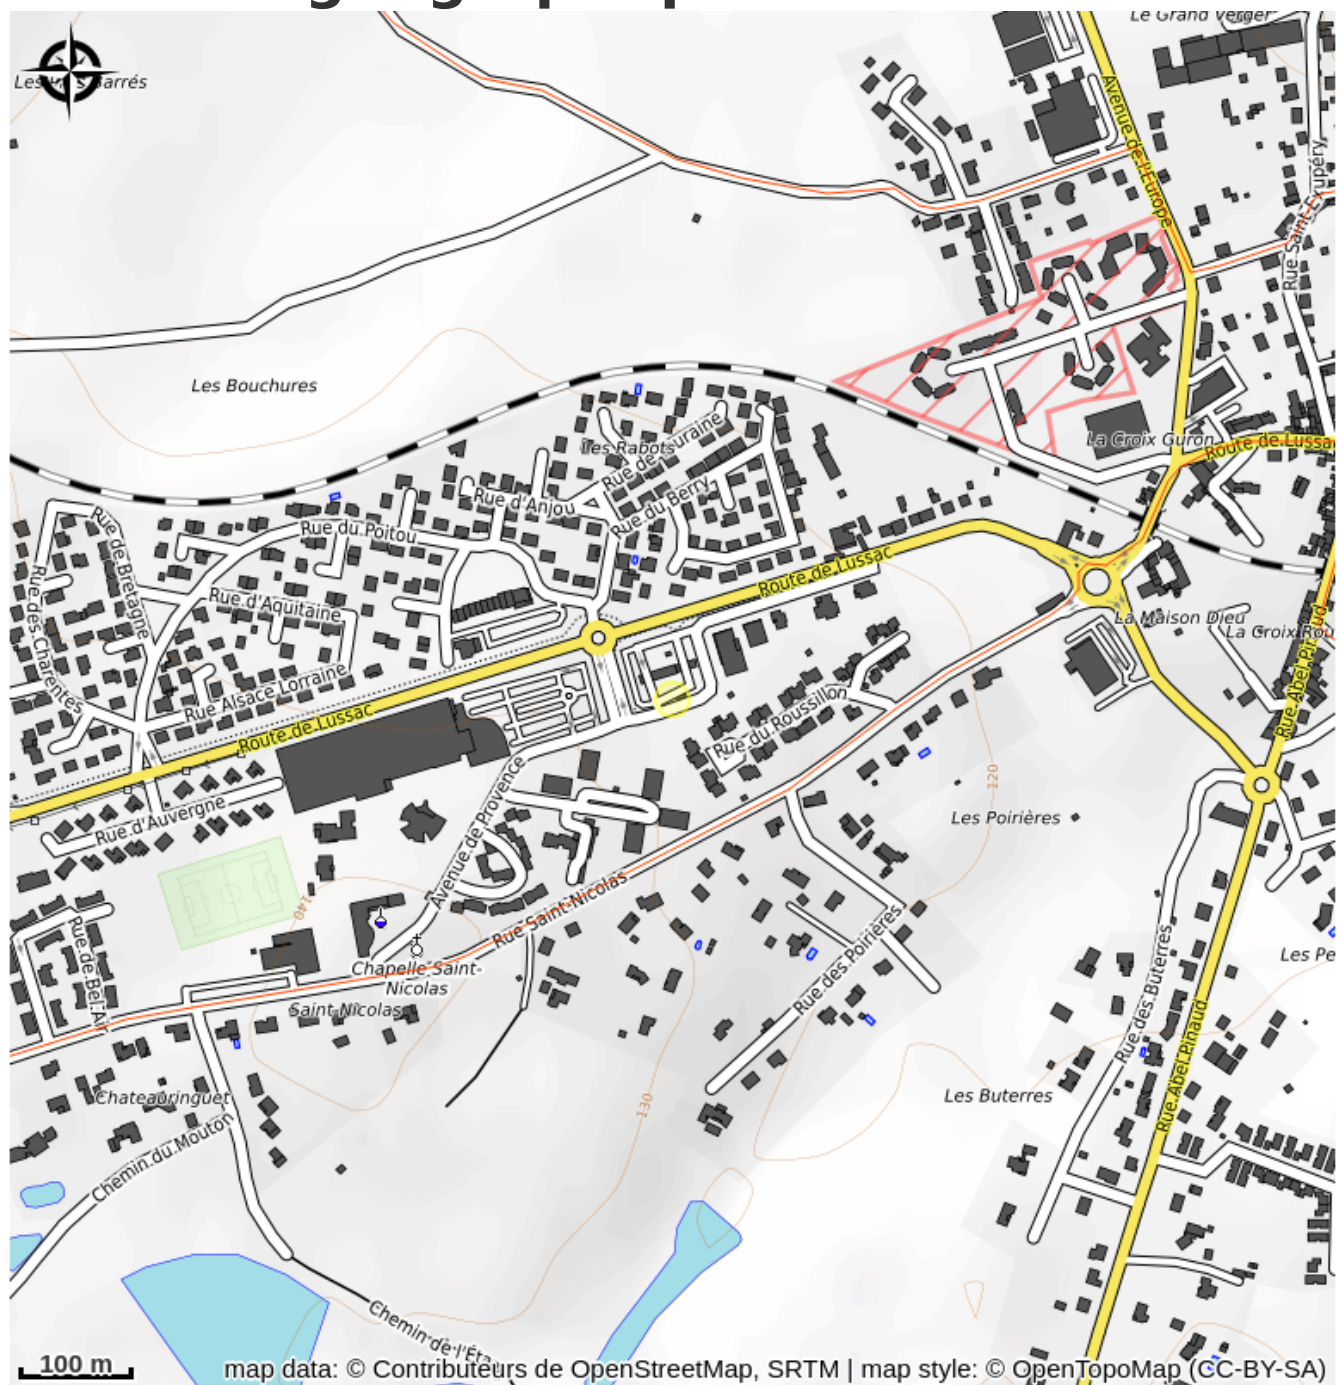 Le Grand Verger
Avenue de l'Europe
Rue Saint-Exupéry
Les Bouchures
La Croix Guron
Route de Lussac
Les Rabots
Rue de Touraine
Rue d'Anjou
Rue du Berry
Rue du Poitou
Rue de Bretagne
Rue des Charentes
Rue d'Aquitaine
Route de Lussac
La Maison Dieu
Rue Abel Pinaud
Rue Alsace Lorraine
Route de Lussac
Rue du Roussillon
Rue d'Auvergne
Avenue de Provence
120
Les Poirières
140
Rue Saint-Nicolas
Rue de Bel Air
Chapelle Saint-
Nicolas
Saint Nicolas
Rue des Poirières
Rue des Buterres
Les Pe
Rue Abel Pinaud
Chateauringuet
130
Les Buterres
Chemin du Mouton
Chemin de l'Éta
100 m
map data: © Contributeurs de OpenStreetMap, SRTM | map style: © OpenTopoMap (CC-BY-SA)